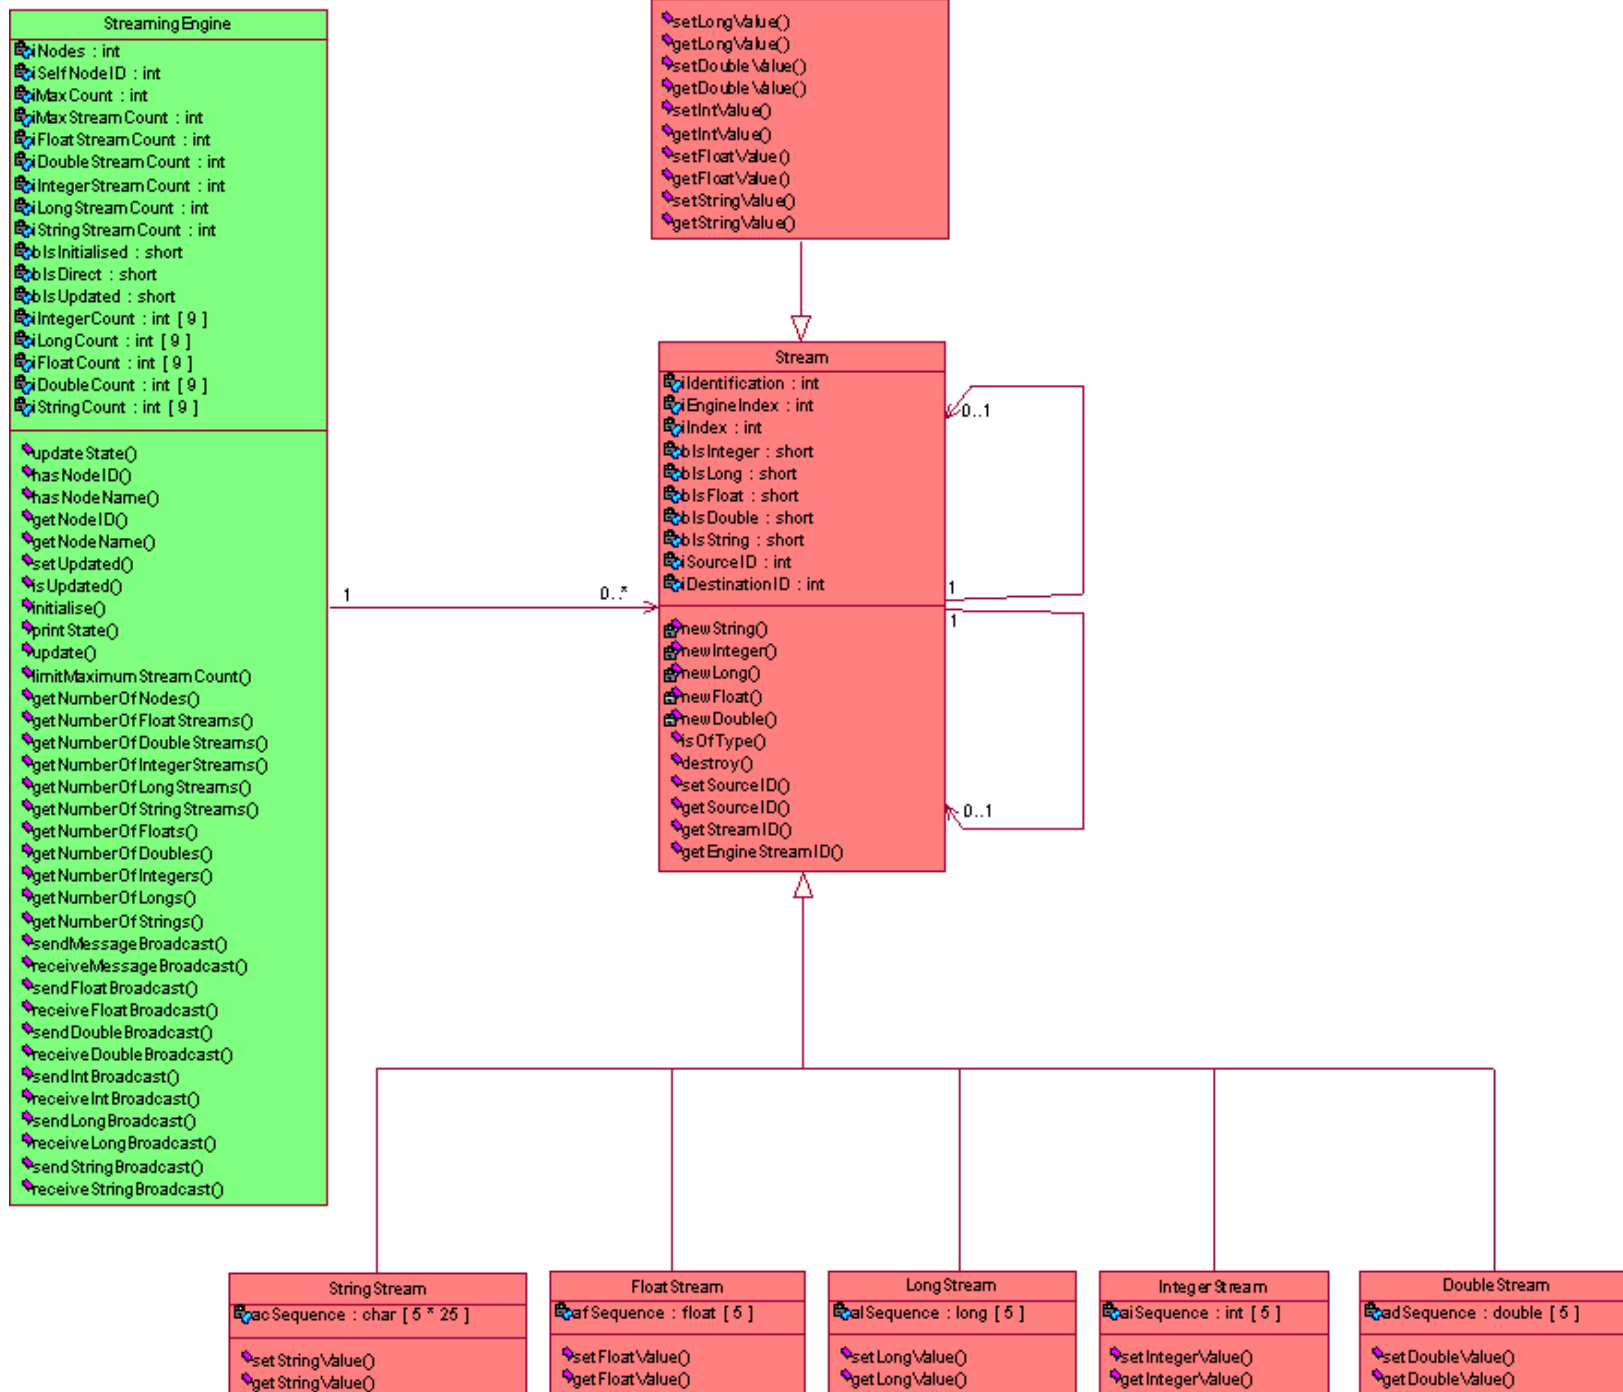 StreamingEngine
iNodes : int
iSelfNodeID : int
iMaxCount : int
iMaxStreamCount : int
iFloatStreamCount : int
iDoubleStreamCount : int
iIntegerStreamCount : int
iLongStreamCount : int
iStringStreamCount : int
bIsInitialised : short
bIsDirect : short
bIsUpdated : short
iIntegerCount : int [ 9 ]
iLongCount : int [ 9 ]
iFloatCount : int [ 9 ]
iDoubleCount : int [ 9 ]
iStringCount : int [ 9 ]
updateState()
hasNodeID()
hasNodeName()
getNodeID()
getNodeName()
setUpdated()
isUpdated()
initialise()
printState()
update()
limitMaximumStreamCount()
getNumberOfNodes()
getNumberOfFloatStreams()
getNumberOfDoubleStreams()
getNumberOfIntegerStreams()
getNumberOfLongStreams()
getNumberOfStringStreams()
getNumberOfFloats()
getNumberOfDoubles()
getNumberOfIntegers()
getNumberOfLongs()
getNumberOfStrings()
sendMessageBroadcast()
receiveMessageBroadcast()
sendFloatBroadcast()
receiveFloatBroadcast()
sendDoubleBroadcast()
receiveDoubleBroadcast()
sendIntBroadcast()
receiveIntBroadcast()
sendLongBroadcast()
receiveLongBroadcast()
sendStringBroadcast()
receiveStringBroadcast()
1
0..*
setLongValue()
getLongValue()
setDoubleValue()
getDoubleValue()
setIntValue()
getIntValue()
setFloatValue()
getFloatValue()
setStringValue()
getStringValue()
Stream
iIdentification : int
iEngineIndex : int
iIndex : int
bIsInteger : short
bIsLong : short
bIsFloat : short
bIsDouble : short
bIsString : short
iSourceID : int
iDestinationID : int
newString()
newInteger()
newLong()
newFloat()
newDouble()
isOfType()
destroy()
setSourceID()
getSourceID()
getStreamID()
getEngineStreamID()
0..1
1
1
0..1
StringStream
acSequence : char [ 5 * 25 ]
setStringValue()
getStringValue()
FloatStream
afSequence : float [ 5 ]
setFloatValue()
getFloatValue()
LongStream
alSequence : long [ 5 ]
setLongValue()
getLongValue()
IntegerStream
aiSequence : int [ 5 ]
setIntegerValue()
getIntegerValue()
DoubleStream
adSequence : double [ 5 ]
setDoubleValue()
getDoubleValue()